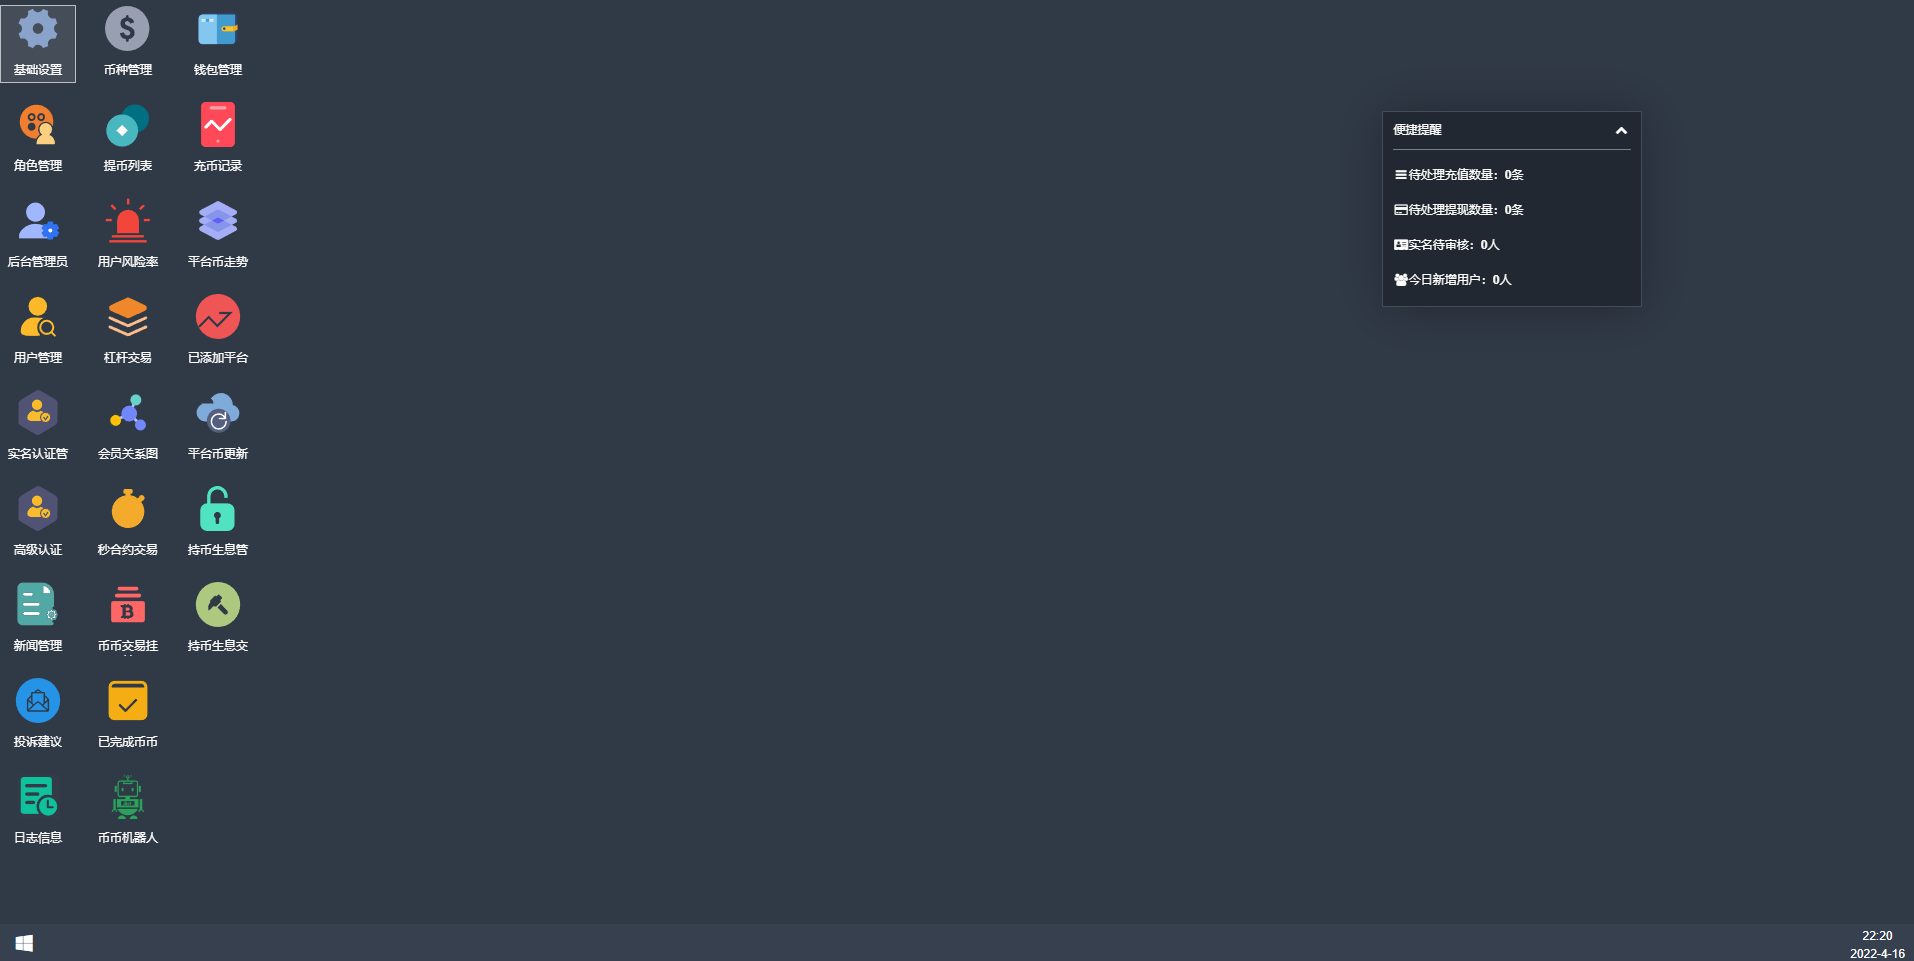 基础设置
币种管理
钱包管理
角色管理
提币列表
充币记录
后台管理员
用户风险率
平台币走势
用户管理
杠杆交易
已添加平台
实名认证管
会员关系图
平台币更新
高级认证
秒合约交易
持币生息管
新闻管理
币币交易挂
持币生息交
投诉建议
已完成币币
日志信息
币币机器人
便捷提醒
待处理充值数量：0条
待处理提现数量：0条
实名待审核：0人
今日新增用户：0人
22:20
2022-4-16